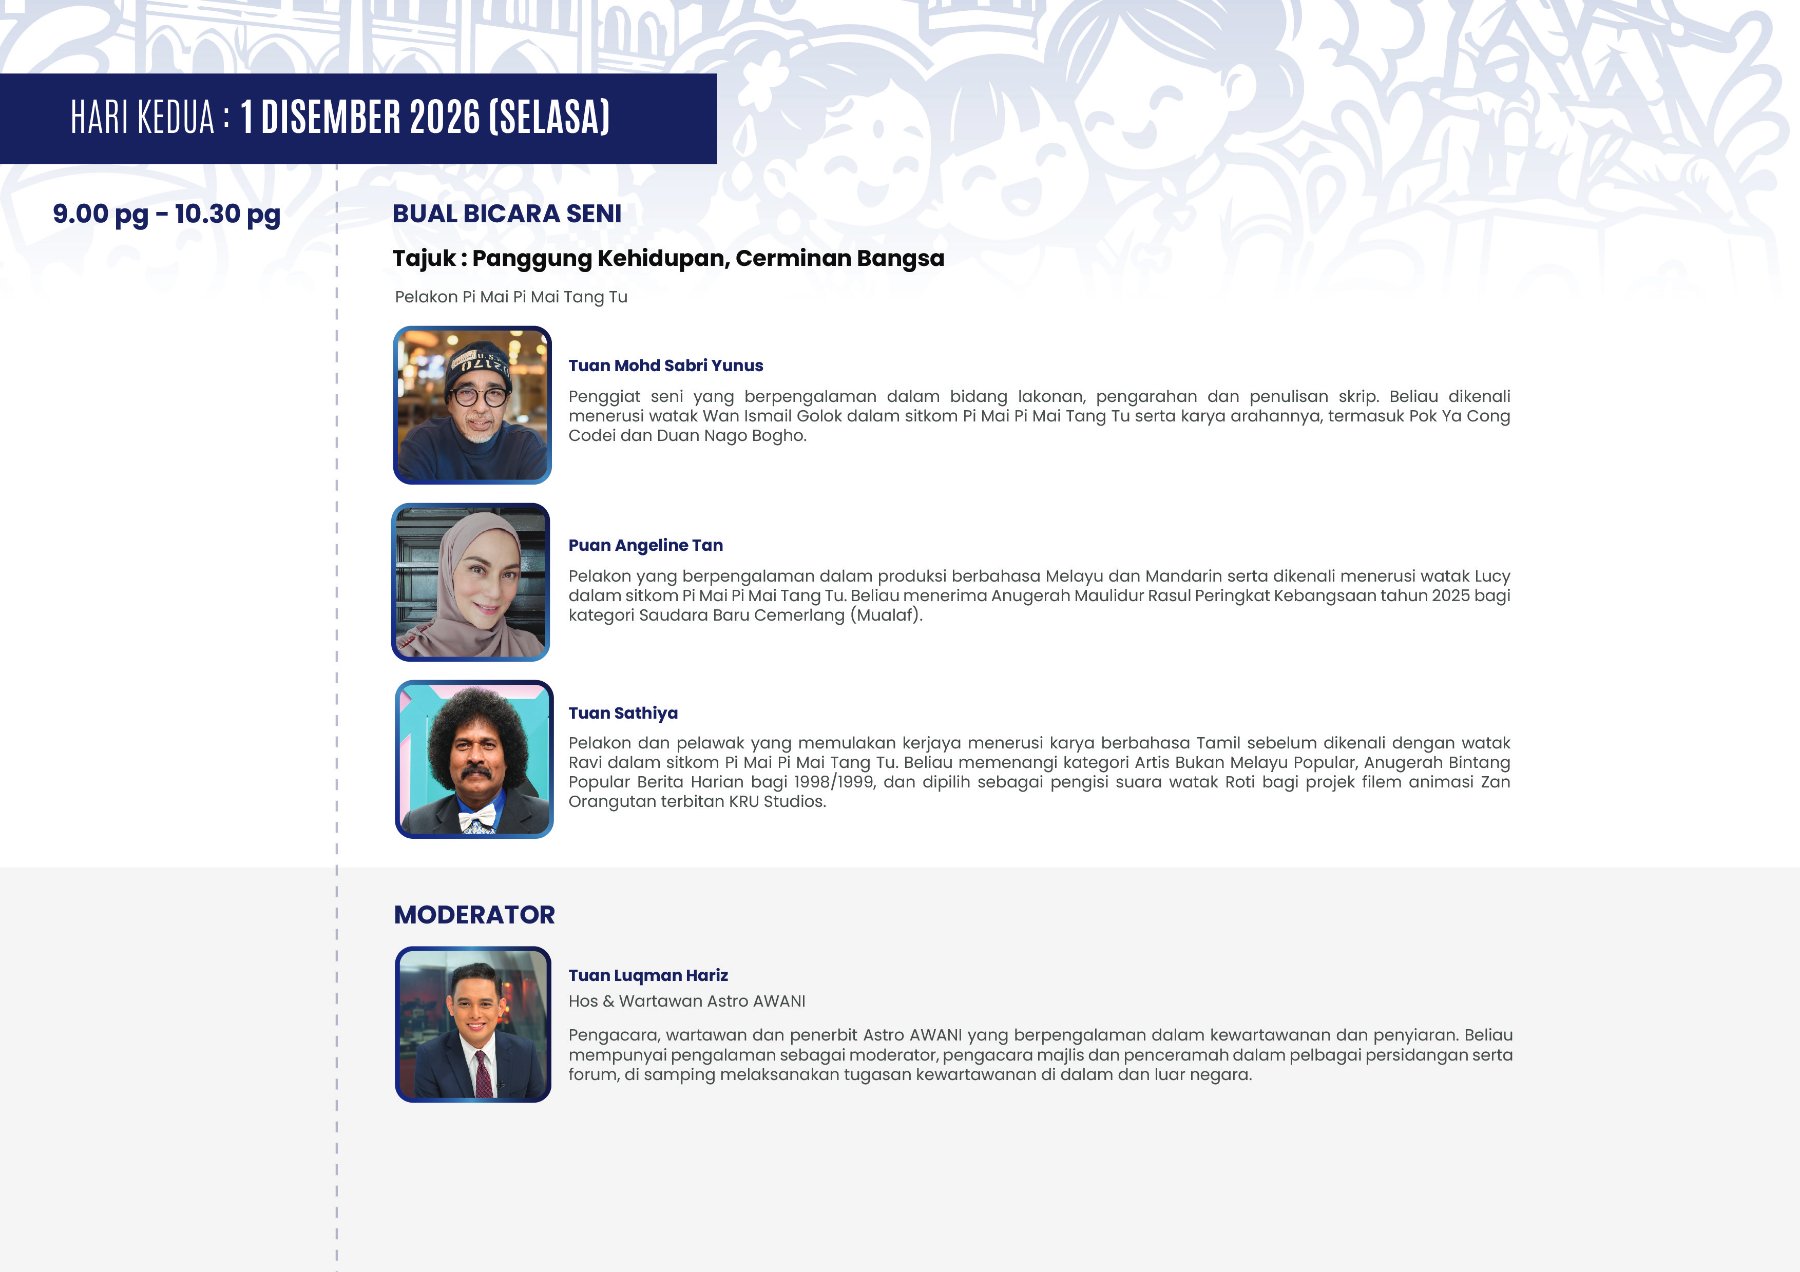 HARI KEDUA : 1 DISEMBER 2026 (SELASA)
9.00 pg - 10.30 pg
BUAL BICARA SENI
Tajuk : Panggung Kehidupan, Cerminan Bangsa
Pelakon Pi Mai Pi Mai Tang Tu
Tuan Mohd Sabri Yunus
Penggiat seni yang berpengalaman dalam bidang lakonan, pengarahan dan penulisan skrip. Beliau dikenali
menerusi watak Wan Ismail Golok dalam sitkom Pi Mai Pi Mai Tang Tu serta karya arahannya, termasuk Pok Ya Cong
Codei dan Duan Nago Bogho.
Puan Angeline Tan
Pelakon yang berpengalaman dalam produksi berbahasa Melayu dan Mandarin serta dikenali menerusi watak Lucy
dalam sitkom Pi Mai Pi Mai Tang Tu. Beliau menerima Anugerah Maulidur Rasul Peringkat Kebangsaan tahun 2025 bagi
kategori Saudara Baru Cemerlang (Mualaf).
Tuan Sathiya
Pelakon dan pelawak yang memulakan kerjaya menerusi karya berbahasa Tamil sebelum dikenali dengan watak
Ravi dalam sitkom Pi Mai Pi Mai Tang Tu. Beliau memenangi kategori Artis Bukan Melayu Popular, Anugerah Bintang
Popular Berita Harian bagi 1998/1999, dan dipilih sebagai pengisi suara watak Roti bagi projek filem animasi Zan
Orangutan terbitan KRU Studios.
MODERATOR
Tuan Luqman Hariz
Hos & Wartawan Astro AWANI
Pengacara, wartawan dan penerbit Astro AWANI yang berpengalaman dalam kewartawanan dan penyiaran. Beliau
mempunyai pengalaman sebagai moderator, pengacara majlis dan penceramah dalam pelbagai persidangan serta
forum, di samping melaksanakan tugasan kewartawanan di dalam dan luar negara.